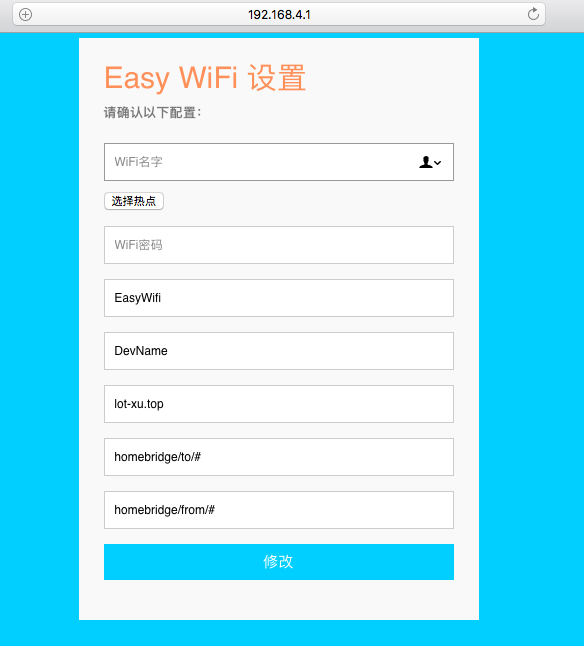 192.168.4.1
Easy WiFi 设置
请确认以下配置：
WiFi名字
选择热点
WiFi密码
EasyWifi
DevName
lot-xu.top
homebridge/to/#
homebridge/from/#
修改